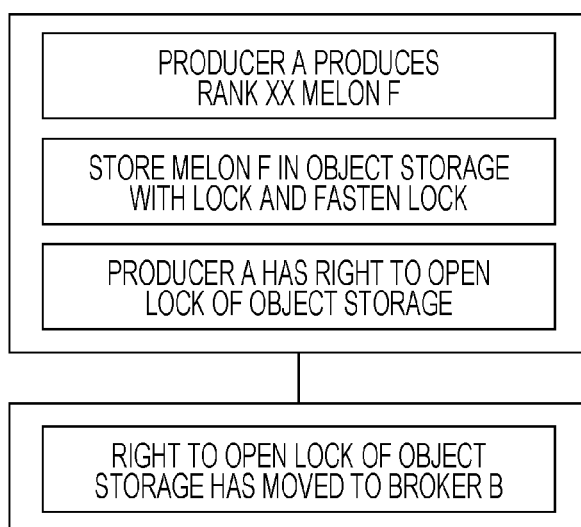 PRODUCER A PRODUCES
RANK XX MELON F
STORE MELON F IN OBJECT STORAGE
WITH LOCK AND FASTEN LOCK
PRODUCER A HAS RIGHT TO OPEN
LOCK OF OBJECT STORAGE
RIGHT TO OPEN LOCK OF OBJECT
STORAGE HAS MOVED TO BROKER B